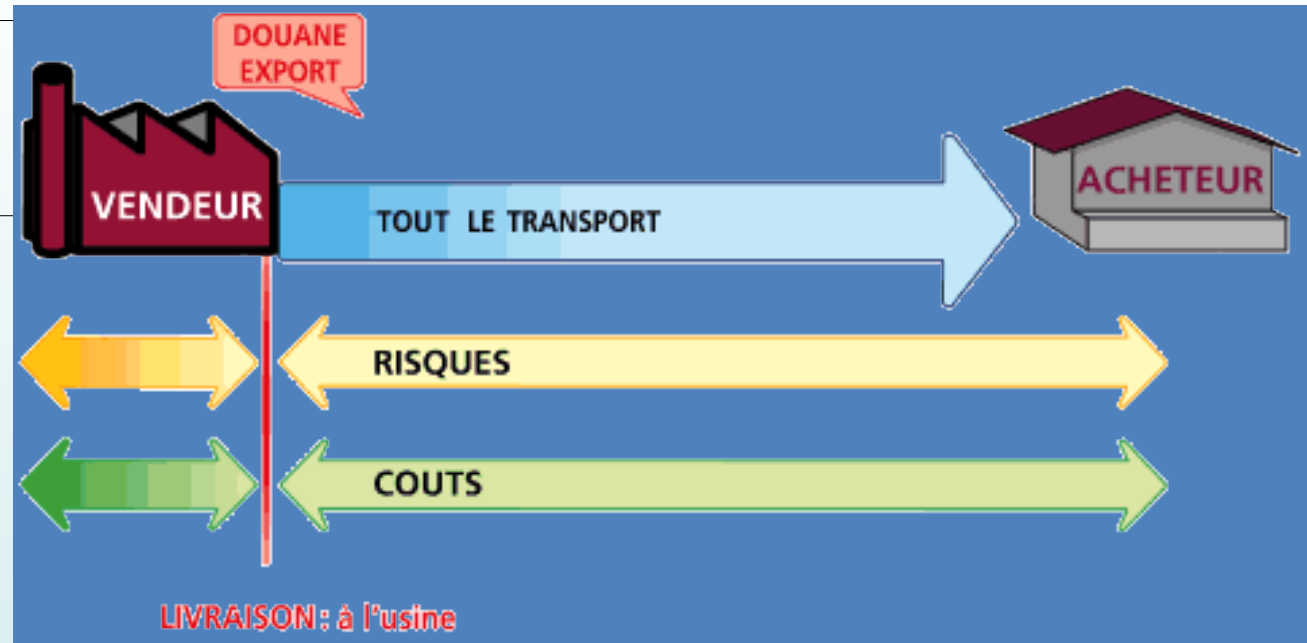 DOUANE
EXPORT
VENDEUR
TOUT LE TRANSPORT
ACHETEUR
RISQUES
COUTS
LIVRAISON : à l'usine